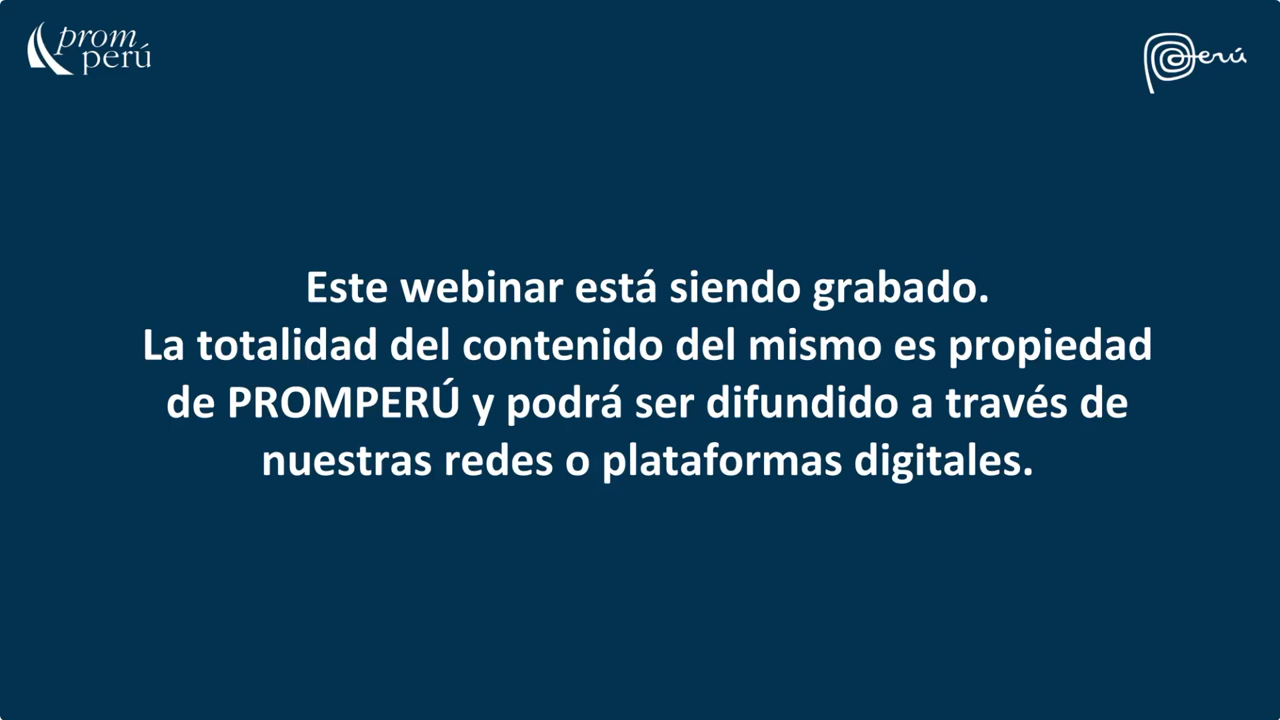 prom
perú
Perú
Este webinar está siendo grabado.
La totalidad del contenido del mismo es propiedad
de PROMPERÚ y podrá ser difundido a través de
nuestras redes o plataformas digitales.